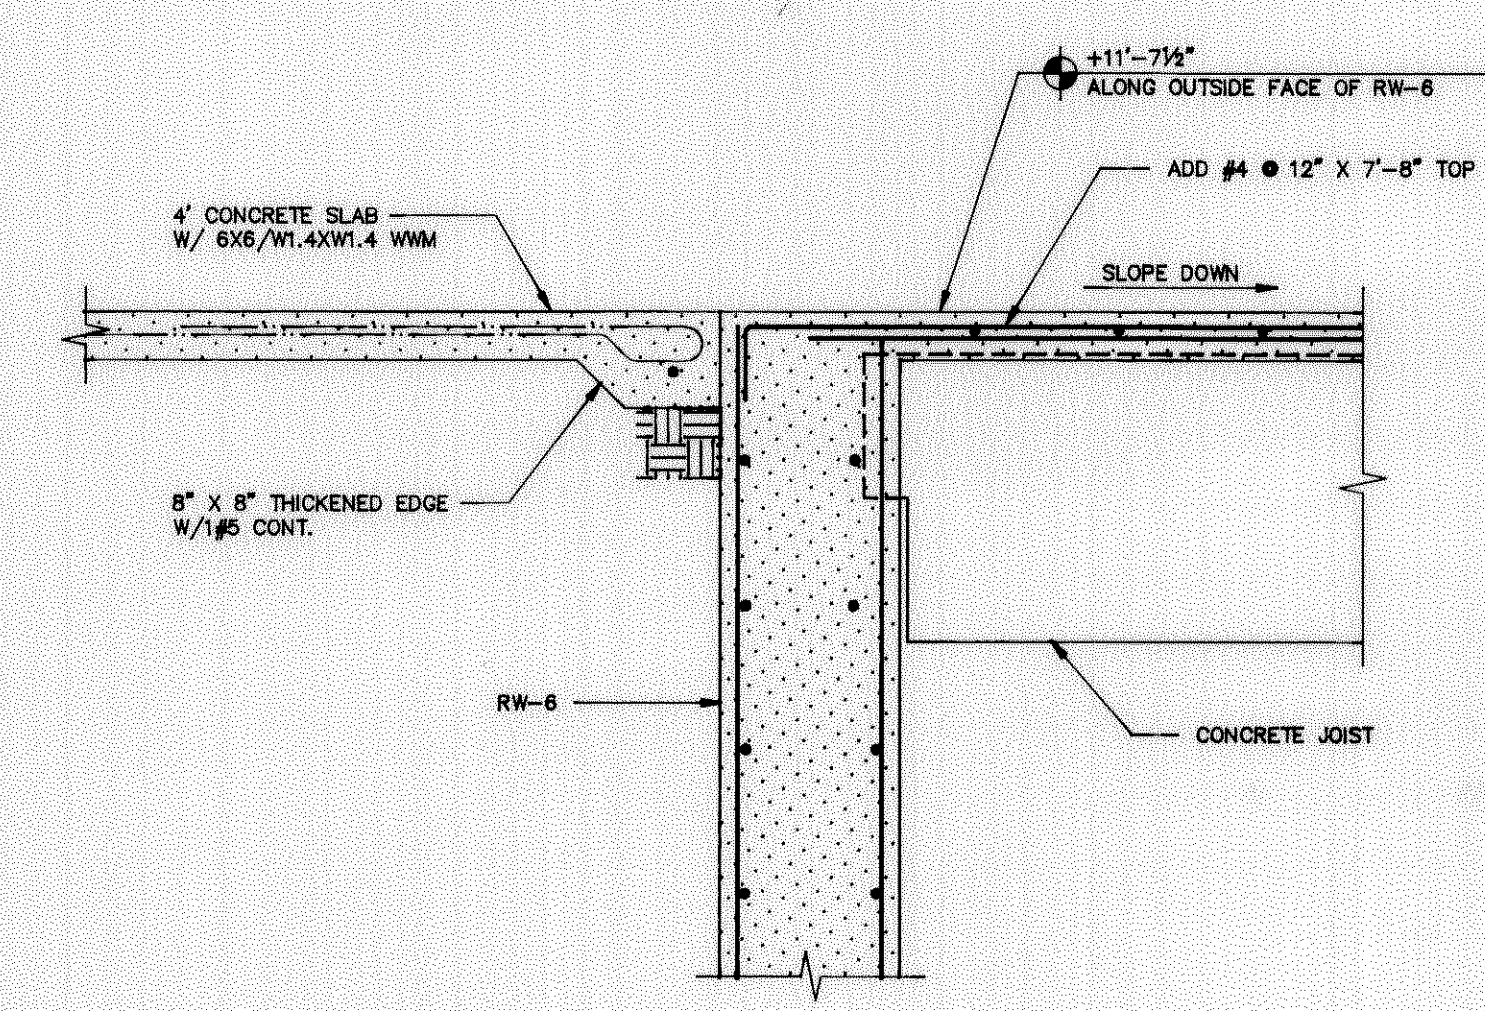 +11'-7½"
ALONG OUTSIDE FACE OF RW-6
ADD #4 @ 12" X 7'-8" TOP
4' CONCRETE SLAB
W/ 6X6/W1.4XW1.4 WWM
SLOPE DOWN
8" X 8" THICKENED EDGE
W/1#5 CONT.
RW-6
CONCRETE JOIST